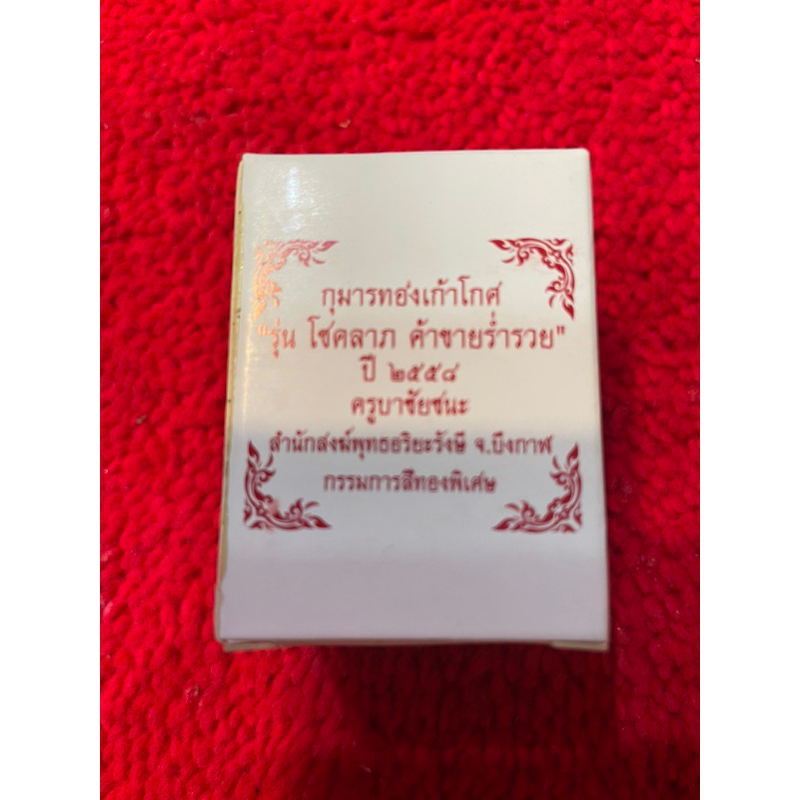 กุมารทองเก้าโกศ
"รุ่น โชคลาภ ค้าขายร่ำรวย"
ปี ๒๕๕๔
ครูบาชัยชนะ
สำนักสงฆ์พุทธอริยะรังษี จ.บึงกาฬ
กรรมการสีทองพิเศษ